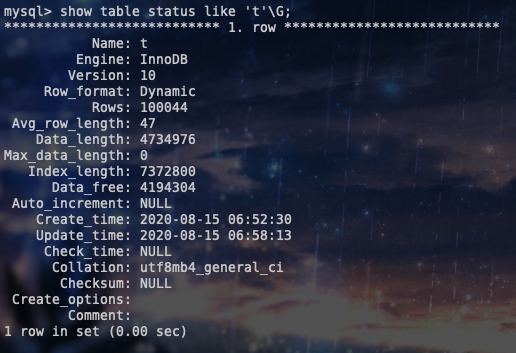 mysql> show table status like 't'\G;
*************************** 1. row ***************************
Name: t
Engine: InnoDB
Version: 10
Row_format: Dynamic
Rows: 100044
Avg_row_length: 47
Data_length: 4734976
Max_data_length: 0
Index_length: 7372800
Data_free: 4194304
Auto_increment: NULL
Create_time: 2020-08-15 06:52:30
Update_time: 2020-08-15 06:58:13
Check_time: NULL
Collation: utf8mb4_general_ci
Checksum: NULL
Create_options:
Comment:
1 row in set (0.00 sec)